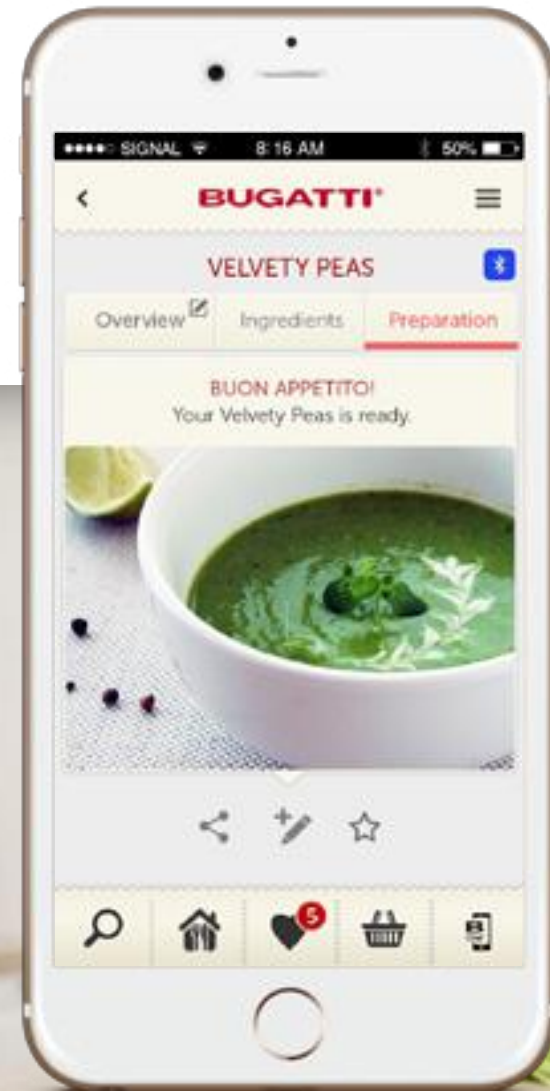 SIGNAL 8:16 AM 50%
BUGATTI®
VELVETY PEAS
Overview Ingredients Preparation
BUON APPETITO!
Your Velvety Peas is ready.
5